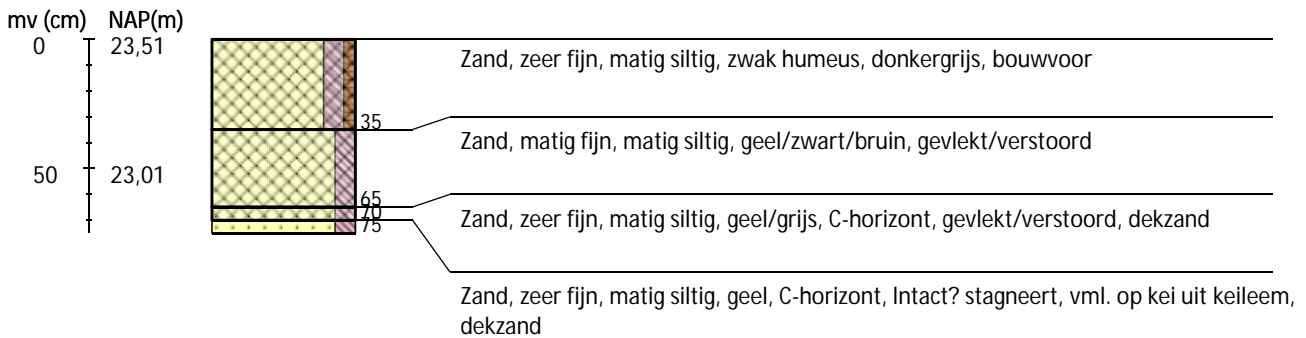 mv (cm) NAP(m)
0 23,51
Zand, zeer fijn, matig siltig, zwak humeus, donkergrijs, bouwvoor
35
Zand, matig fijn, matig siltig, geel/zwart/bruin, gevlekt/verstoord
50 23,01
65
70
Zand, zeer fijn, matig siltig, geel/grijs, C-horizont, gevlekt/verstoord, dekzand
75
Zand, zeer fijn, matig siltig, geel, C-horizont, Intact? stagneert, vml. op kei uit keileem,
dekzand